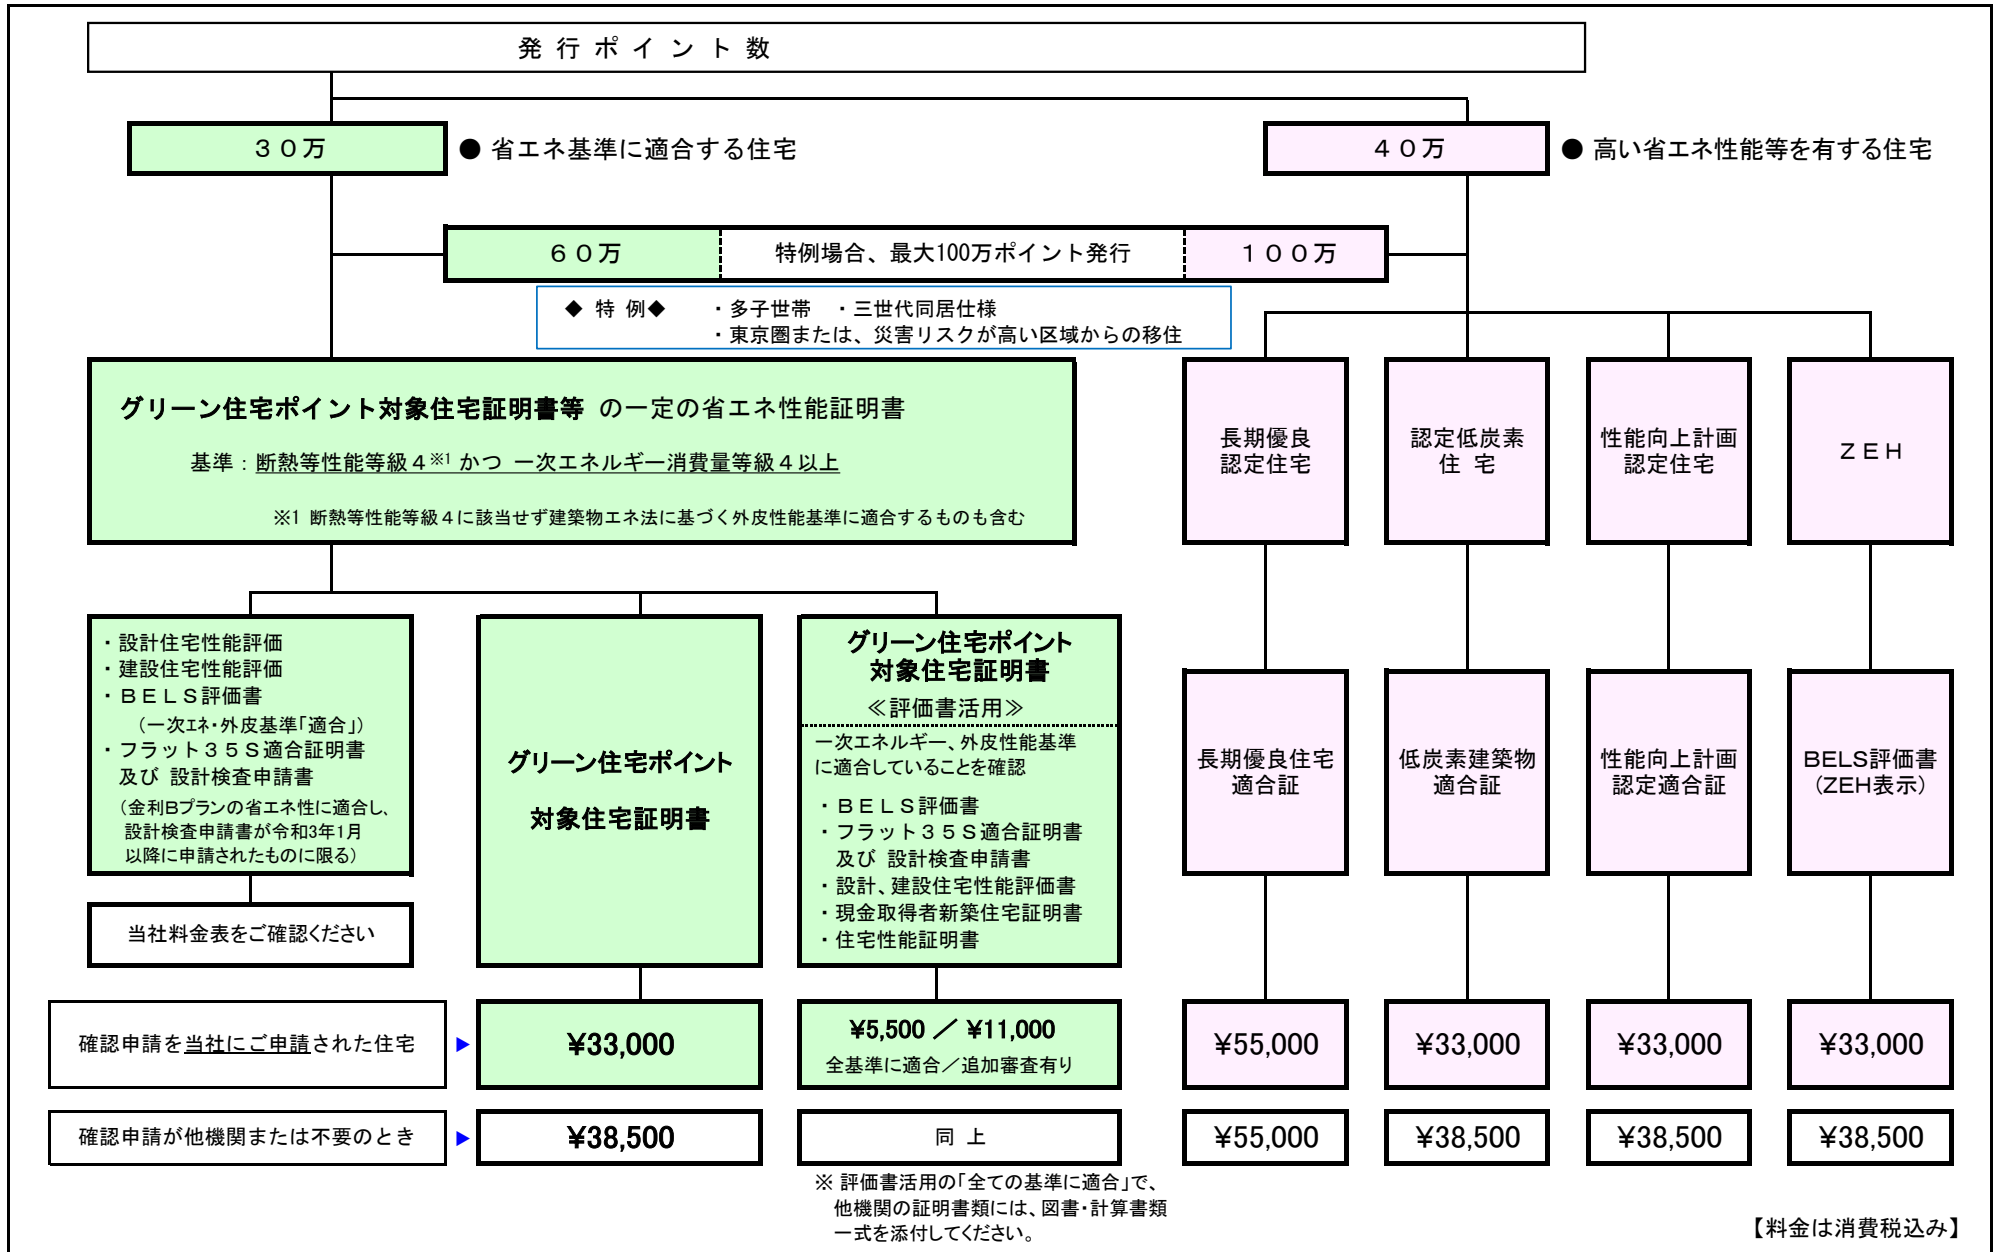 発行ポイント数
30万
● 省エネ基準に適合する住宅
40万
● 高い省エネ性能等を有する住宅
60万
特例場合、最大100万ポイント発行
100万
◆ 特 例◆ ・多子世帯 ・三世代同居仕様
・東京圏または、災害リスクが高い区域からの移住
グリーン住宅ポイント対象住宅証明書等 の一定の省エネ性能証明書
基準：断熱等性能等級４※1 かつ 一次エネルギー消費量等級４以上
※1 断熱等性能等級４に該当せず建築物エネ法に基づく外皮性能基準に適合するものも含む
長期優良
認定住宅
認定低炭素
住 宅
性能向上計画
認定住宅
ＺＥＨ
・設計住宅性能評価
・建設住宅性能評価
・ＢＥＬＳ評価書
（一次エネ・外皮基準「適合」）
・フラット３５Ｓ適合証明書
及び 設計検査申請書
（金利Bプランの省エネ性に適合し、
設計検査申請書が令和3年1月
以降に申請されたものに限る）
当社料金表をご確認ください
グリーン住宅ポイント
対象住宅証明書
グリーン住宅ポイント
対象住宅証明書
≪評価書活用≫
一次エネルギー、外皮性能基準
に適合していることを確認
・ＢＥＬＳ評価書
・フラット３５Ｓ適合証明書
及び 設計検査申請書
・設計、建設住宅性能評価書
・現金取得者新築住宅証明書
・住宅性能証明書
長期優良住宅
適合証
低炭素建築物
適合証
性能向上計画
認定適合証
BELS評価書
（ZEH表示）
確認申請を当社にご申請された住宅
¥33,000
¥5,500 ／ ¥11,000
全基準に適合／追加審査有り
¥55,000
¥33,000
¥33,000
¥33,000
確認申請が他機関または不要のとき
¥38,500
同 上
¥55,000
¥38,500
¥38,500
¥38,500
※ 評価書活用の「全ての基準に適合」で、
他機関の証明書類には、図書・計算書類
一式を添付してください。
【料金は消費税込み】